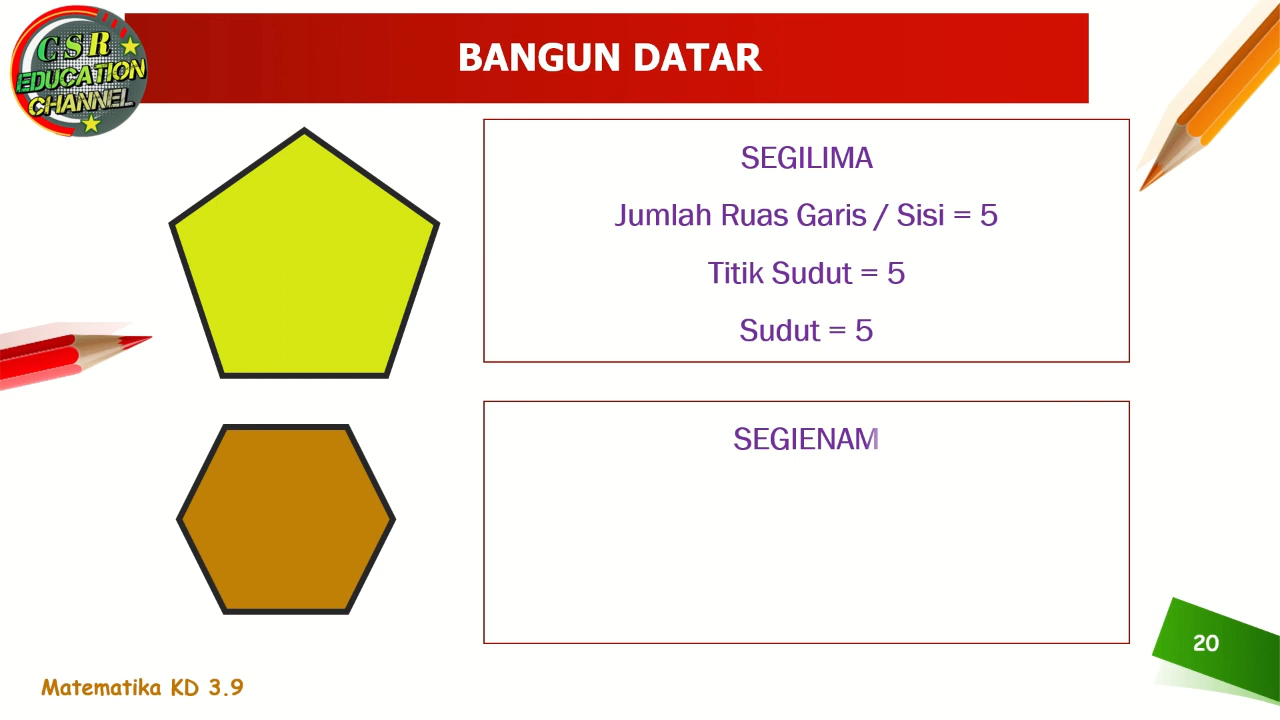 CSR
EDUCATION
CHANNEL
BANGUN DATAR
SEGILIMA
Jumlah Ruas Garis / Sisi = 5
Titik Sudut = 5
Sudut = 5
SEGIENAM
20
Matematika KD 3.9